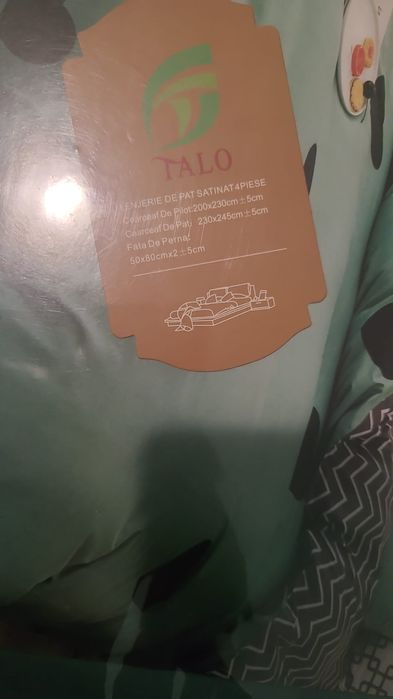 TALO
LENJERIE DE PAT SATINAT 4PIESE
Cearceaf De Pilot:200x230cm±5cm
Cearceaf De Pat: 230x245cm±5cm
Fata De Perna:
50x80cmx2±5cm